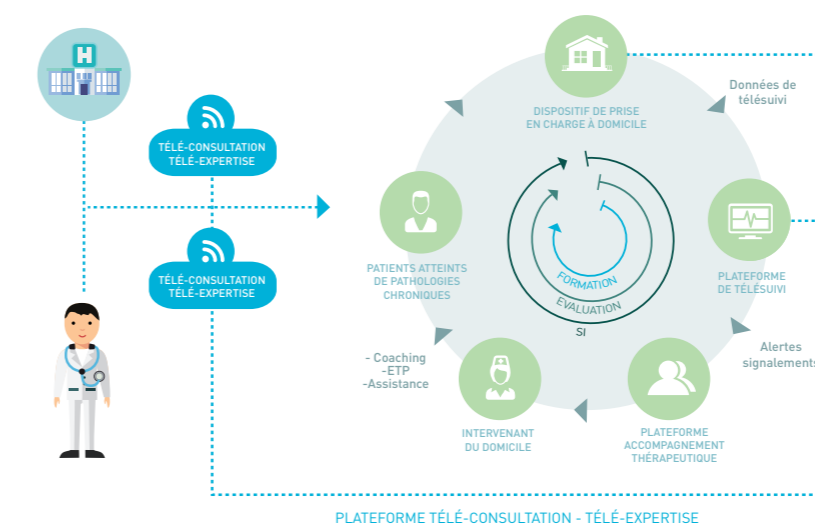 H
TÉLÉ-CONSULTATION
TÉLÉ-EXPERTISE
TÉLÉ-CONSULTATION
TÉLÉ-EXPERTISE
DISPOSITIF DE PRISE
EN CHARGE À DOMICILE
Données de
télésuivi
PATIENTS ATTEINTS
DE PATHOLOGIES
CHRONIQUES
PLATEFORME
DE TÉLÉSUIVI
FORMATION
EVALUATION
SI
Alertes
signalements
- Coaching
-ETP
-Assistance
INTERVENANT
DU DOMICILE
PLATEFORME
ACCOMPAGNEMENT
THÉRAPEUTIQUE
PLATEFORME TÉLÉ-CONSULTATION - TÉLÉ-EXPERTISE